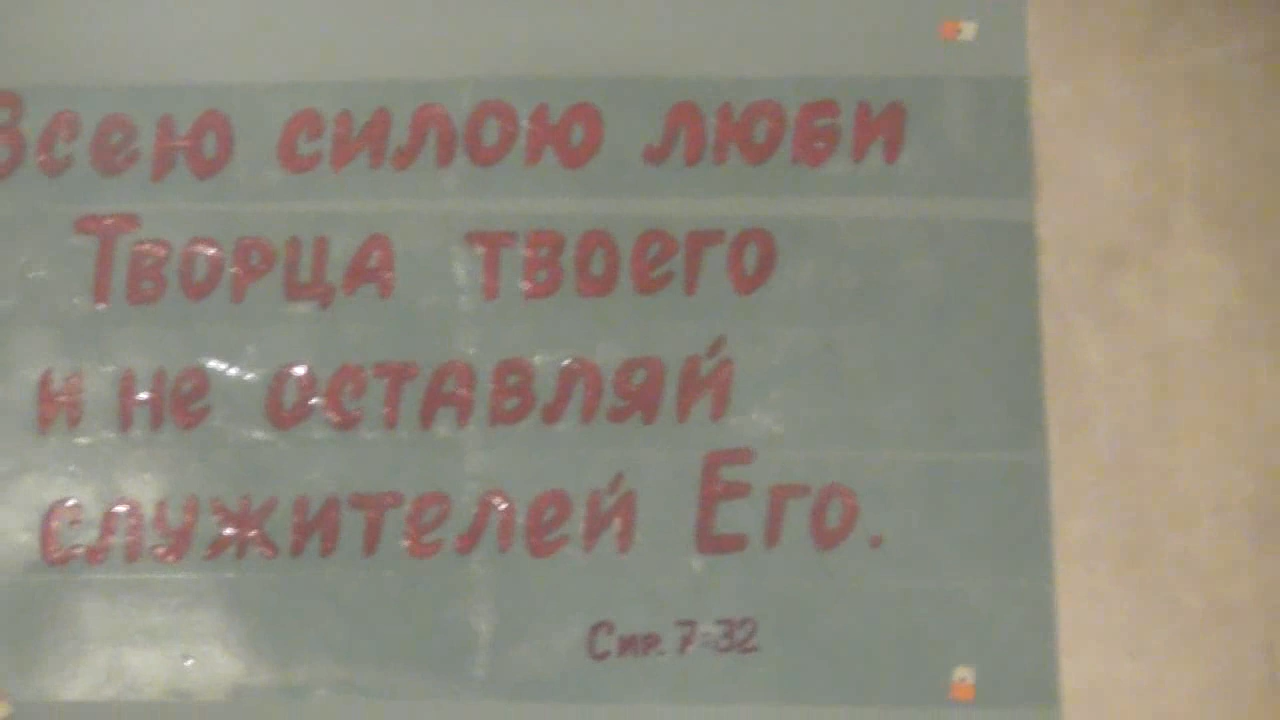 Всею силою люби
Творца твоего
и не оставляй
служителей Его.
Сир. 7:32